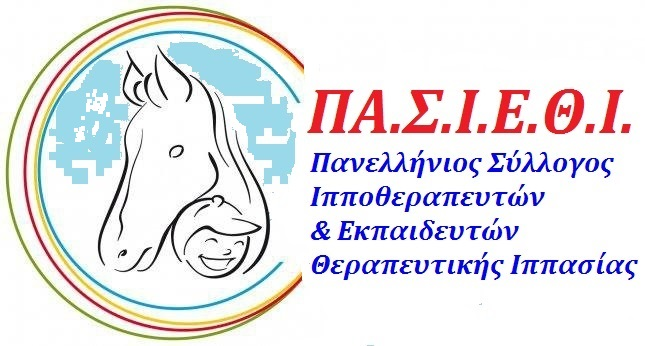 ΠΑ.Σ.Ι.Ε.Θ.Ι.
Πανελλήνιος Σύλλογος
Ιπποθεραπευτών
& Εκπαιδευτών
Θεραπευτικής Ιππασίας